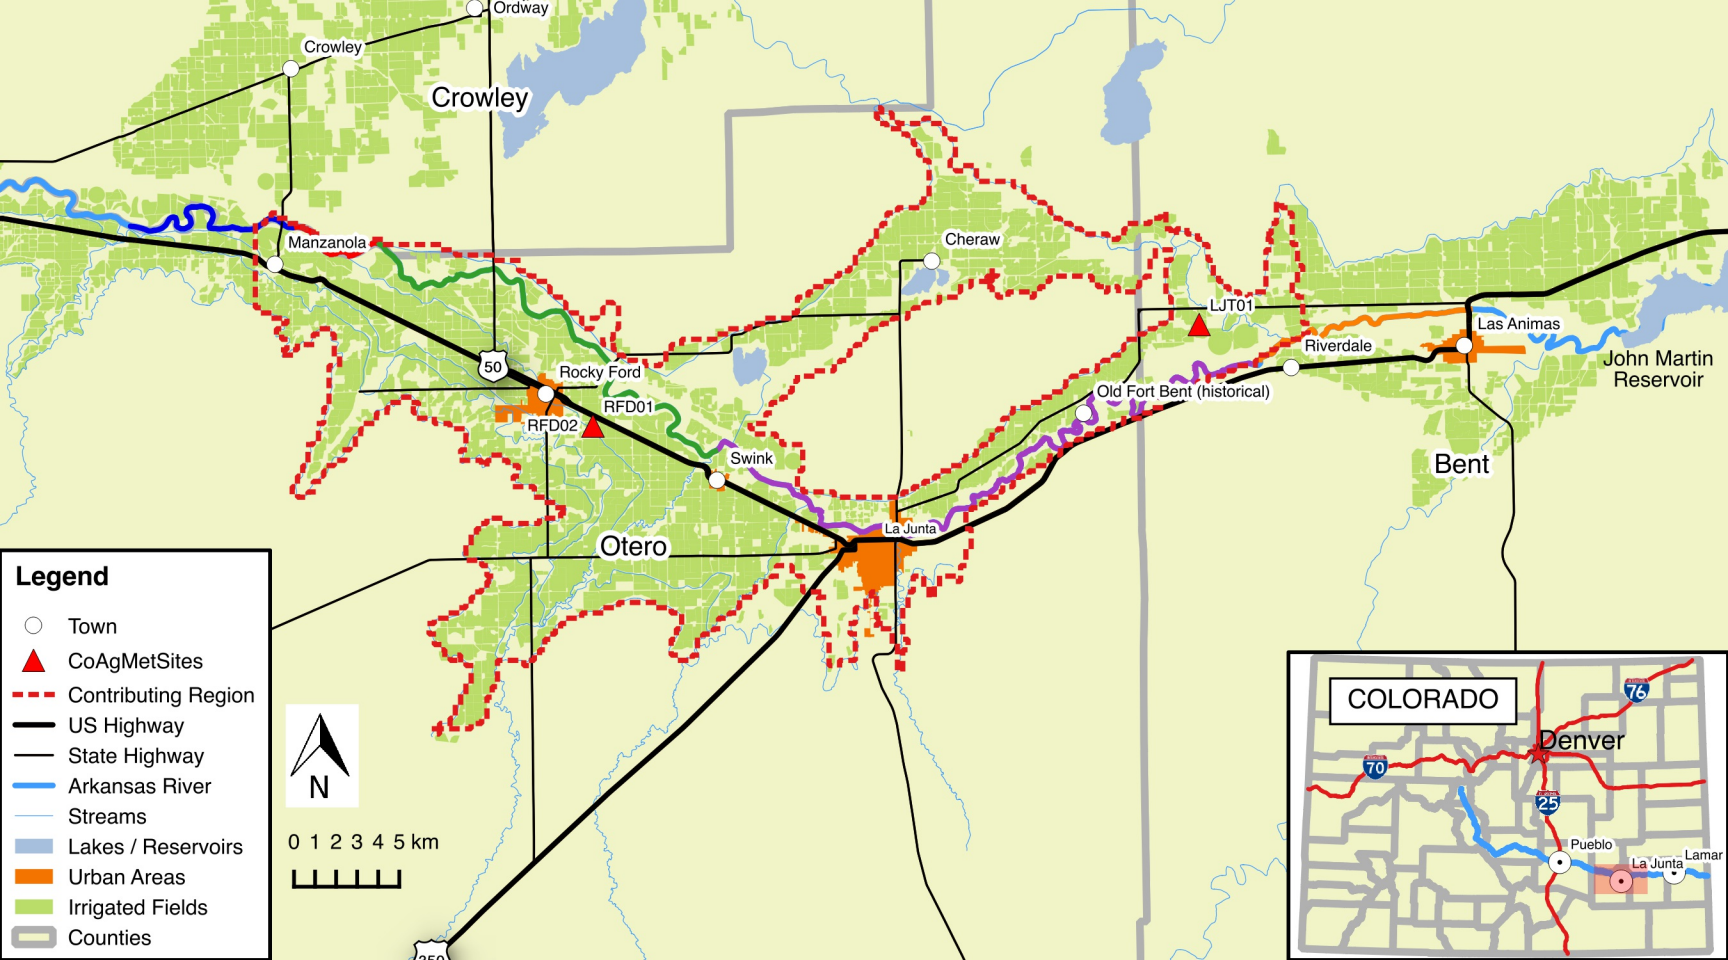 Ordway
Crowley
Crowley
Manzanola
Cheraw
LJT01
Las Animas
Riverdale
John Martin
Reservoir
50
Rocky Ford
Old Fort Bent (historical)
RFD01
RFD02
Swink
Bent
La Junta
Otero
Legend
Town
CoAgMetSites
Contributing Region
US Highway
State Highway
Arkansas River
Streams
Lakes / Reservoirs
Urban Areas
Irrigated Fields
Counties
N
0 1 2 3 4 5 km
350
COLORADO
76
Denver
70
25
Pueblo
La Junta
Lamar